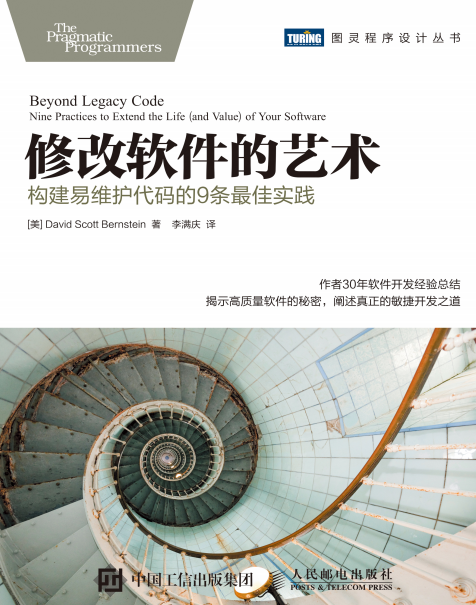 The
Pragmatic
Programmers
TURING 图灵程序设计丛书
Beyond Legacy Code
Nine Practices to Extend the Life (and Value) of Your Software
修改软件的艺术
构建易维护代码的9条最佳实践
[美] David Scott Bernstein 著 李满庆 译
作者30年软件开发经验总结
揭示高质量软件的秘密，阐述真正的敏捷开发之道
中国工信出版集团
人民邮电出版社
POSTS & TELECOM PRESS